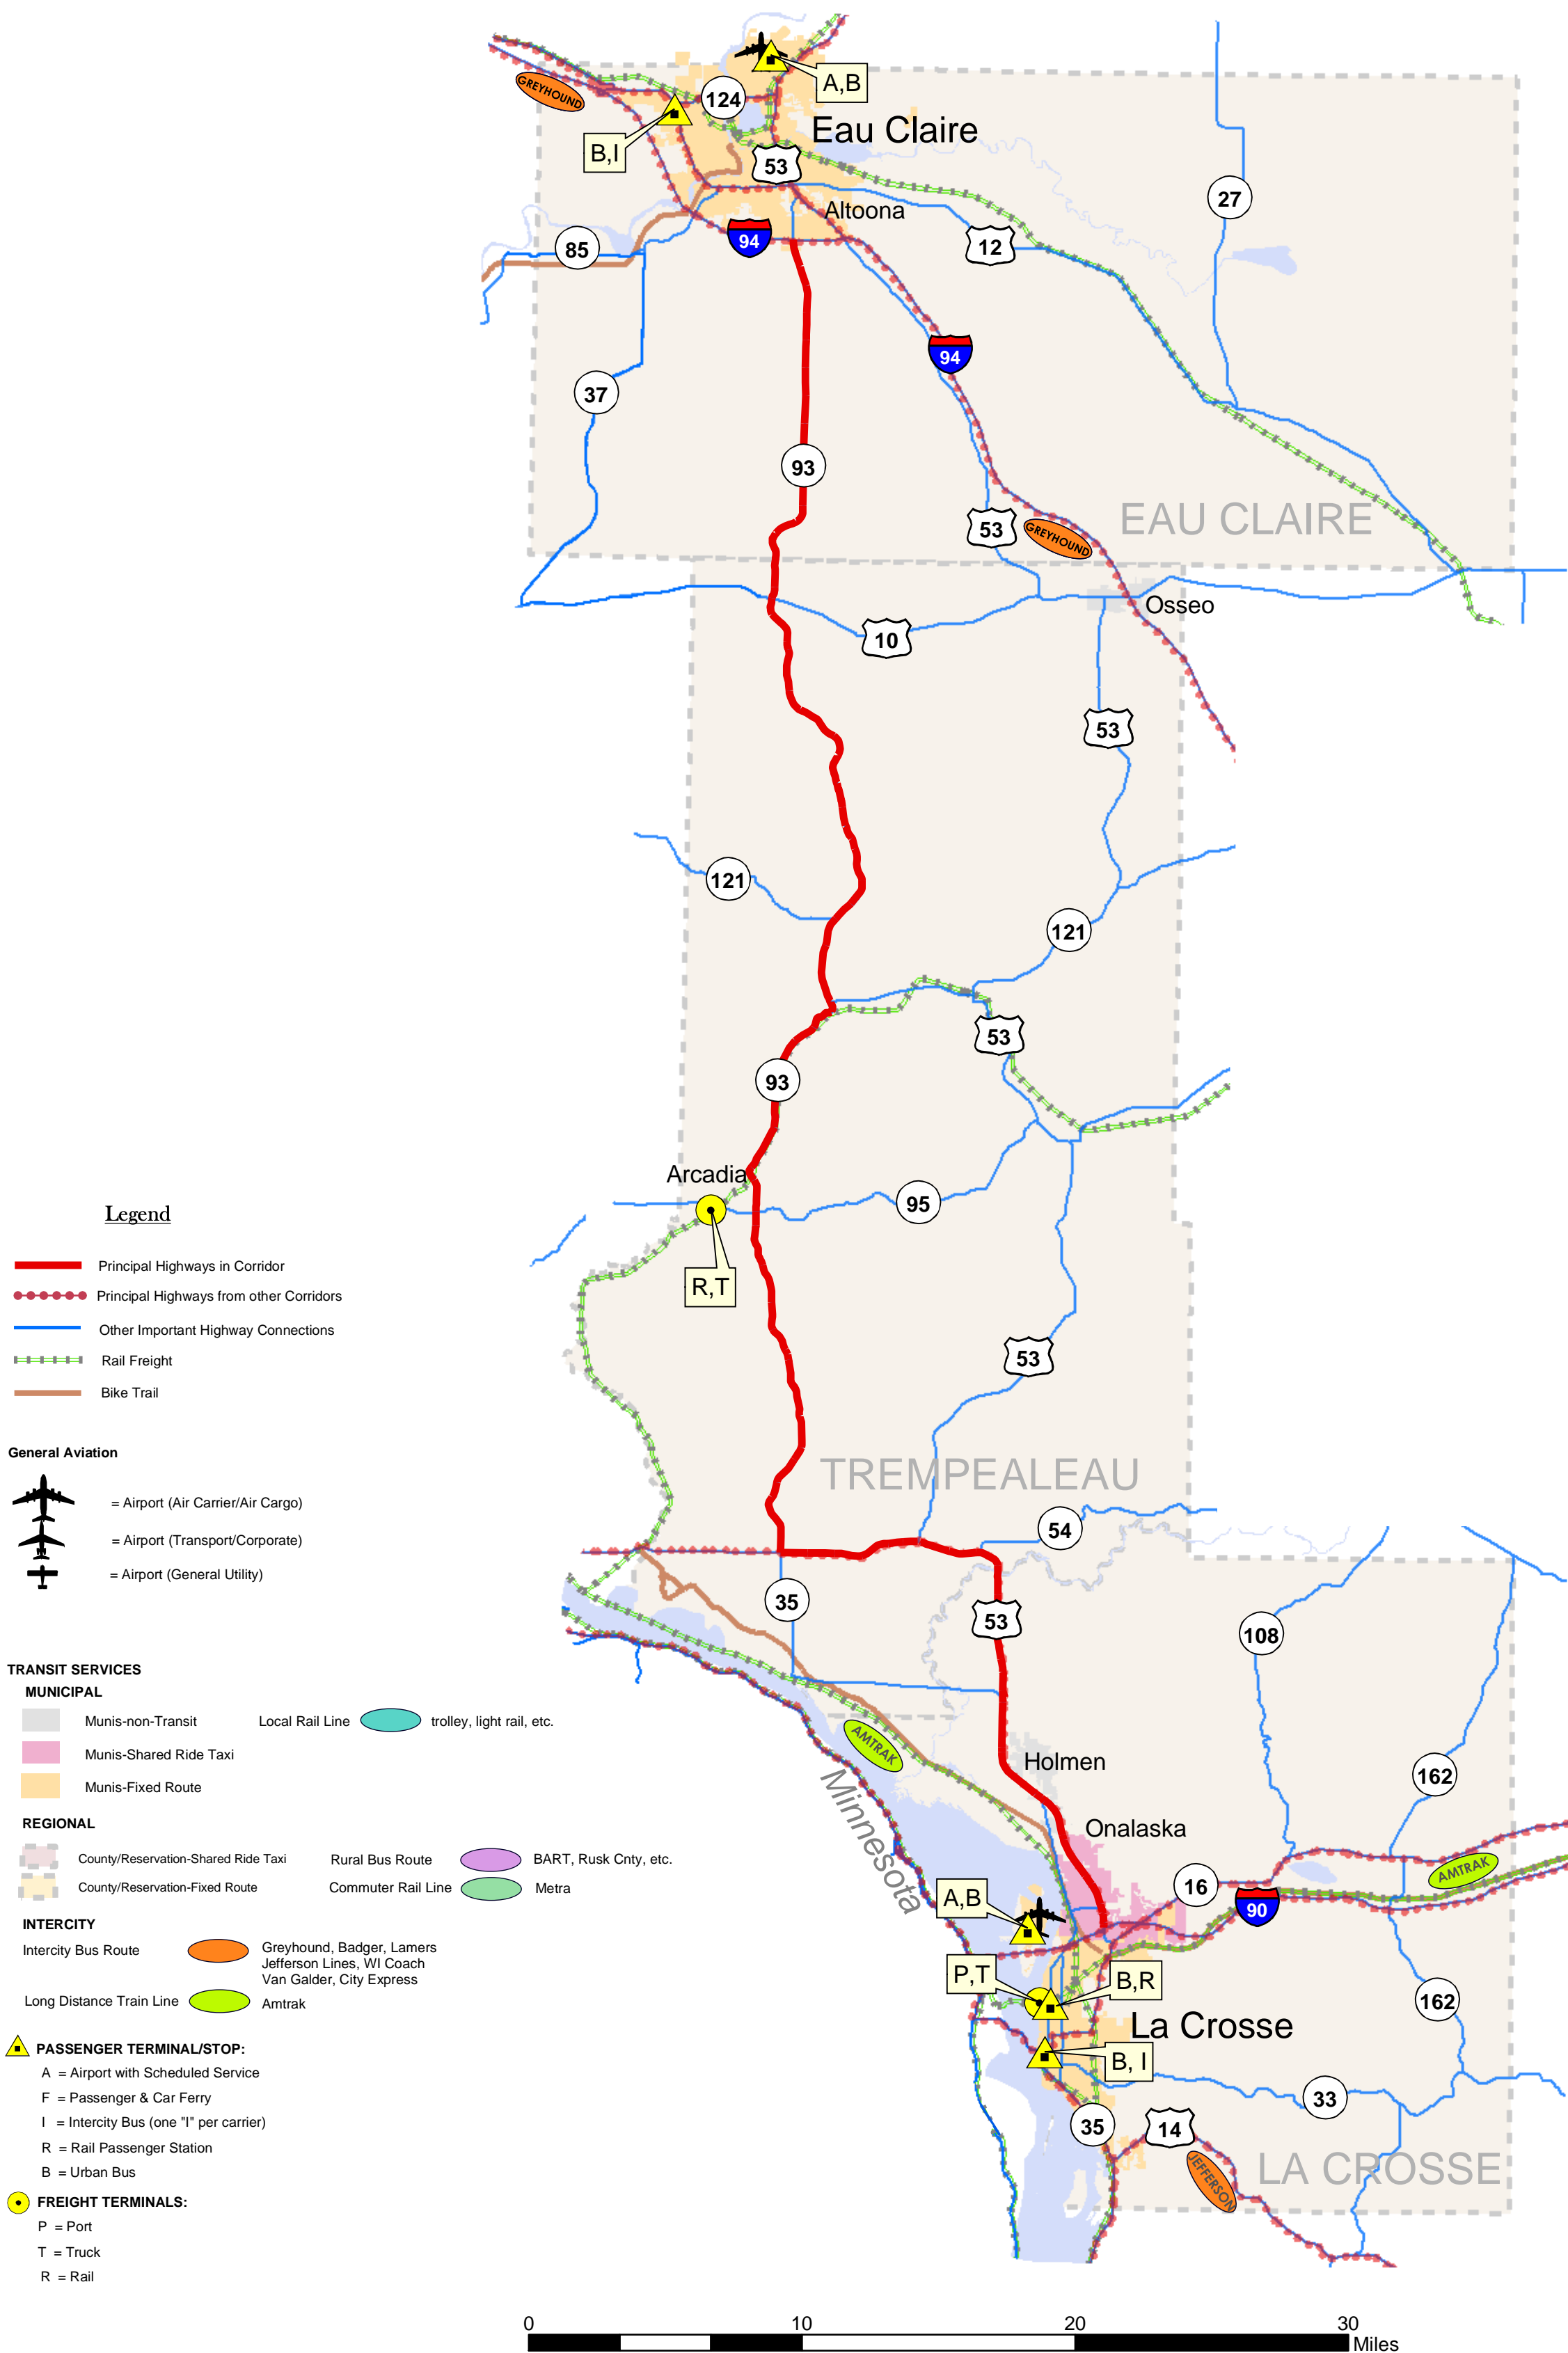 GREYHOUND
A,B
124
Eau Claire
B,I
53
27
Altoona
94
12
85
94
37
93
EAU CLAIRE
53
GREYHOUND
Osseo
10
53
121
121
53
93
Arcadia
95
R,T
53
TREMPEALEAU
54
35
53
108
AMTRAK
Holmen
162
Minnesota
Onalaska
AMTRAK
16
A,B
90
P,T
B,R
162
La Crosse
B, I
33
35
14
JEFFERSON
LA CROSSE
Legend
Principal Highways in Corridor
Principal Highways from other Corridors
Other Important Highway Connections
Rail Freight
Bike Trail
General Aviation
= Airport (Air Carrier/Air Cargo)
= Airport (Transport/Corporate)
= Airport (General Utility)
TRANSIT SERVICES
MUNICIPAL
Munis-non-Transit
Local Rail Line
trolley, light rail, etc.
Munis-Shared Ride Taxi
Munis-Fixed Route
REGIONAL
County/Reservation-Shared Ride Taxi
Rural Bus Route
BART, Rusk Cnty, etc.
County/Reservation-Fixed Route
Commuter Rail Line
Metra
INTERCITY
Intercity Bus Route
Greyhound, Badger, Lamers
Jefferson Lines, WI Coach
Van Galder, City Express
Long Distance Train Line
Amtrak
PASSENGER TERMINAL/STOP:
A = Airport with Scheduled Service
F = Passenger & Car Ferry
I = Intercity Bus (one "I" per carrier)
R = Rail Passenger Station
B = Urban Bus
FREIGHT TERMINALS:
P = Port
T = Truck
R = Rail
0 10 20 30
Miles